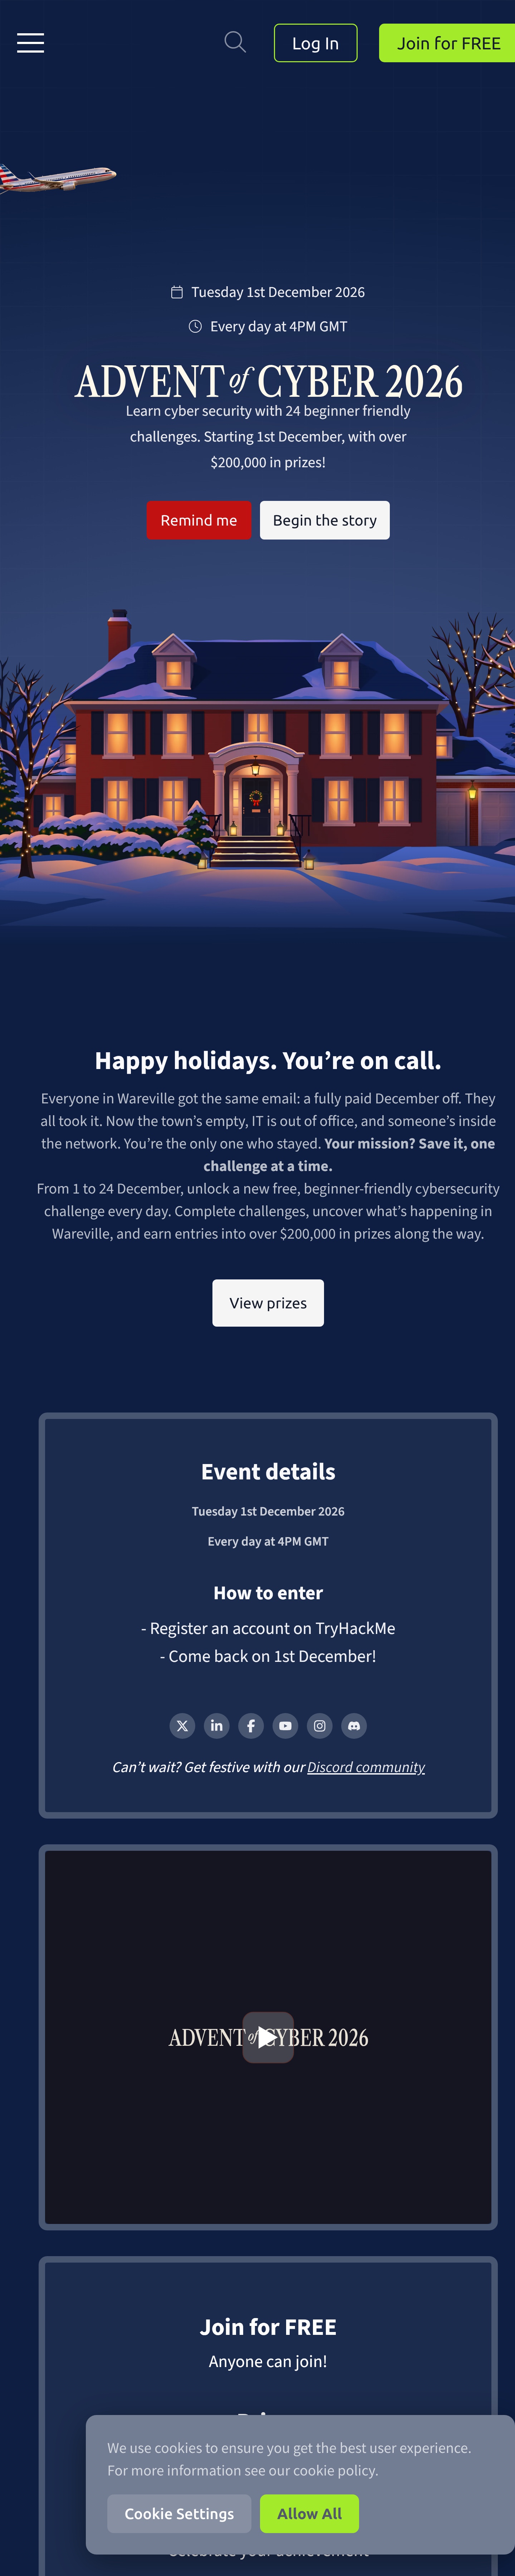 Log In
Join for FREE
Tuesday 1st December 2026
Every day at 4PM GMT
ADVENT of CYBER 2026
Learn cyber security with 24 beginner friendly
challenges. Starting 1st December, with over
$200,000 in prizes!
Remind me
Begin the story
Happy holidays. You’re on call.
Everyone in Wareville got the same email: a fully paid December off. They
all took it. Now the town’s empty, IT is out of office, and someone’s inside
the network. You’re the only one who stayed. Your mission? Save it, one
challenge at a time.
From 1 to 24 December, unlock a new free, beginner-friendly cybersecurity
challenge every day. Complete challenges, uncover what’s happening in
Wareville, and earn entries into over $200,000 in prizes along the way.
View prizes
Event details
Tuesday 1st December 2026
Every day at 4PM GMT
How to enter
- Register an account on TryHackMe
- Come back on 1st December!
Can’t wait? Get festive with our Discord community
ADVENT of CYBER 2026
Join for FREE
Anyone can join!
We use cookies to ensure you get the best user experience.
For more information see our cookie policy.
Cookie Settings
Allow All
Celebrate your achievement